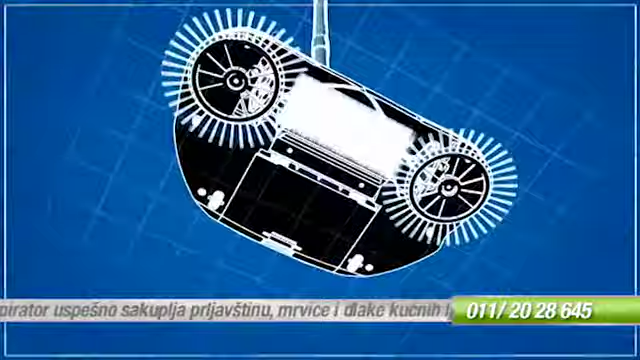 pirator uspešno sakuplja prljavštinu, mrvice i dlake kućnih l 011/ 20 28 645